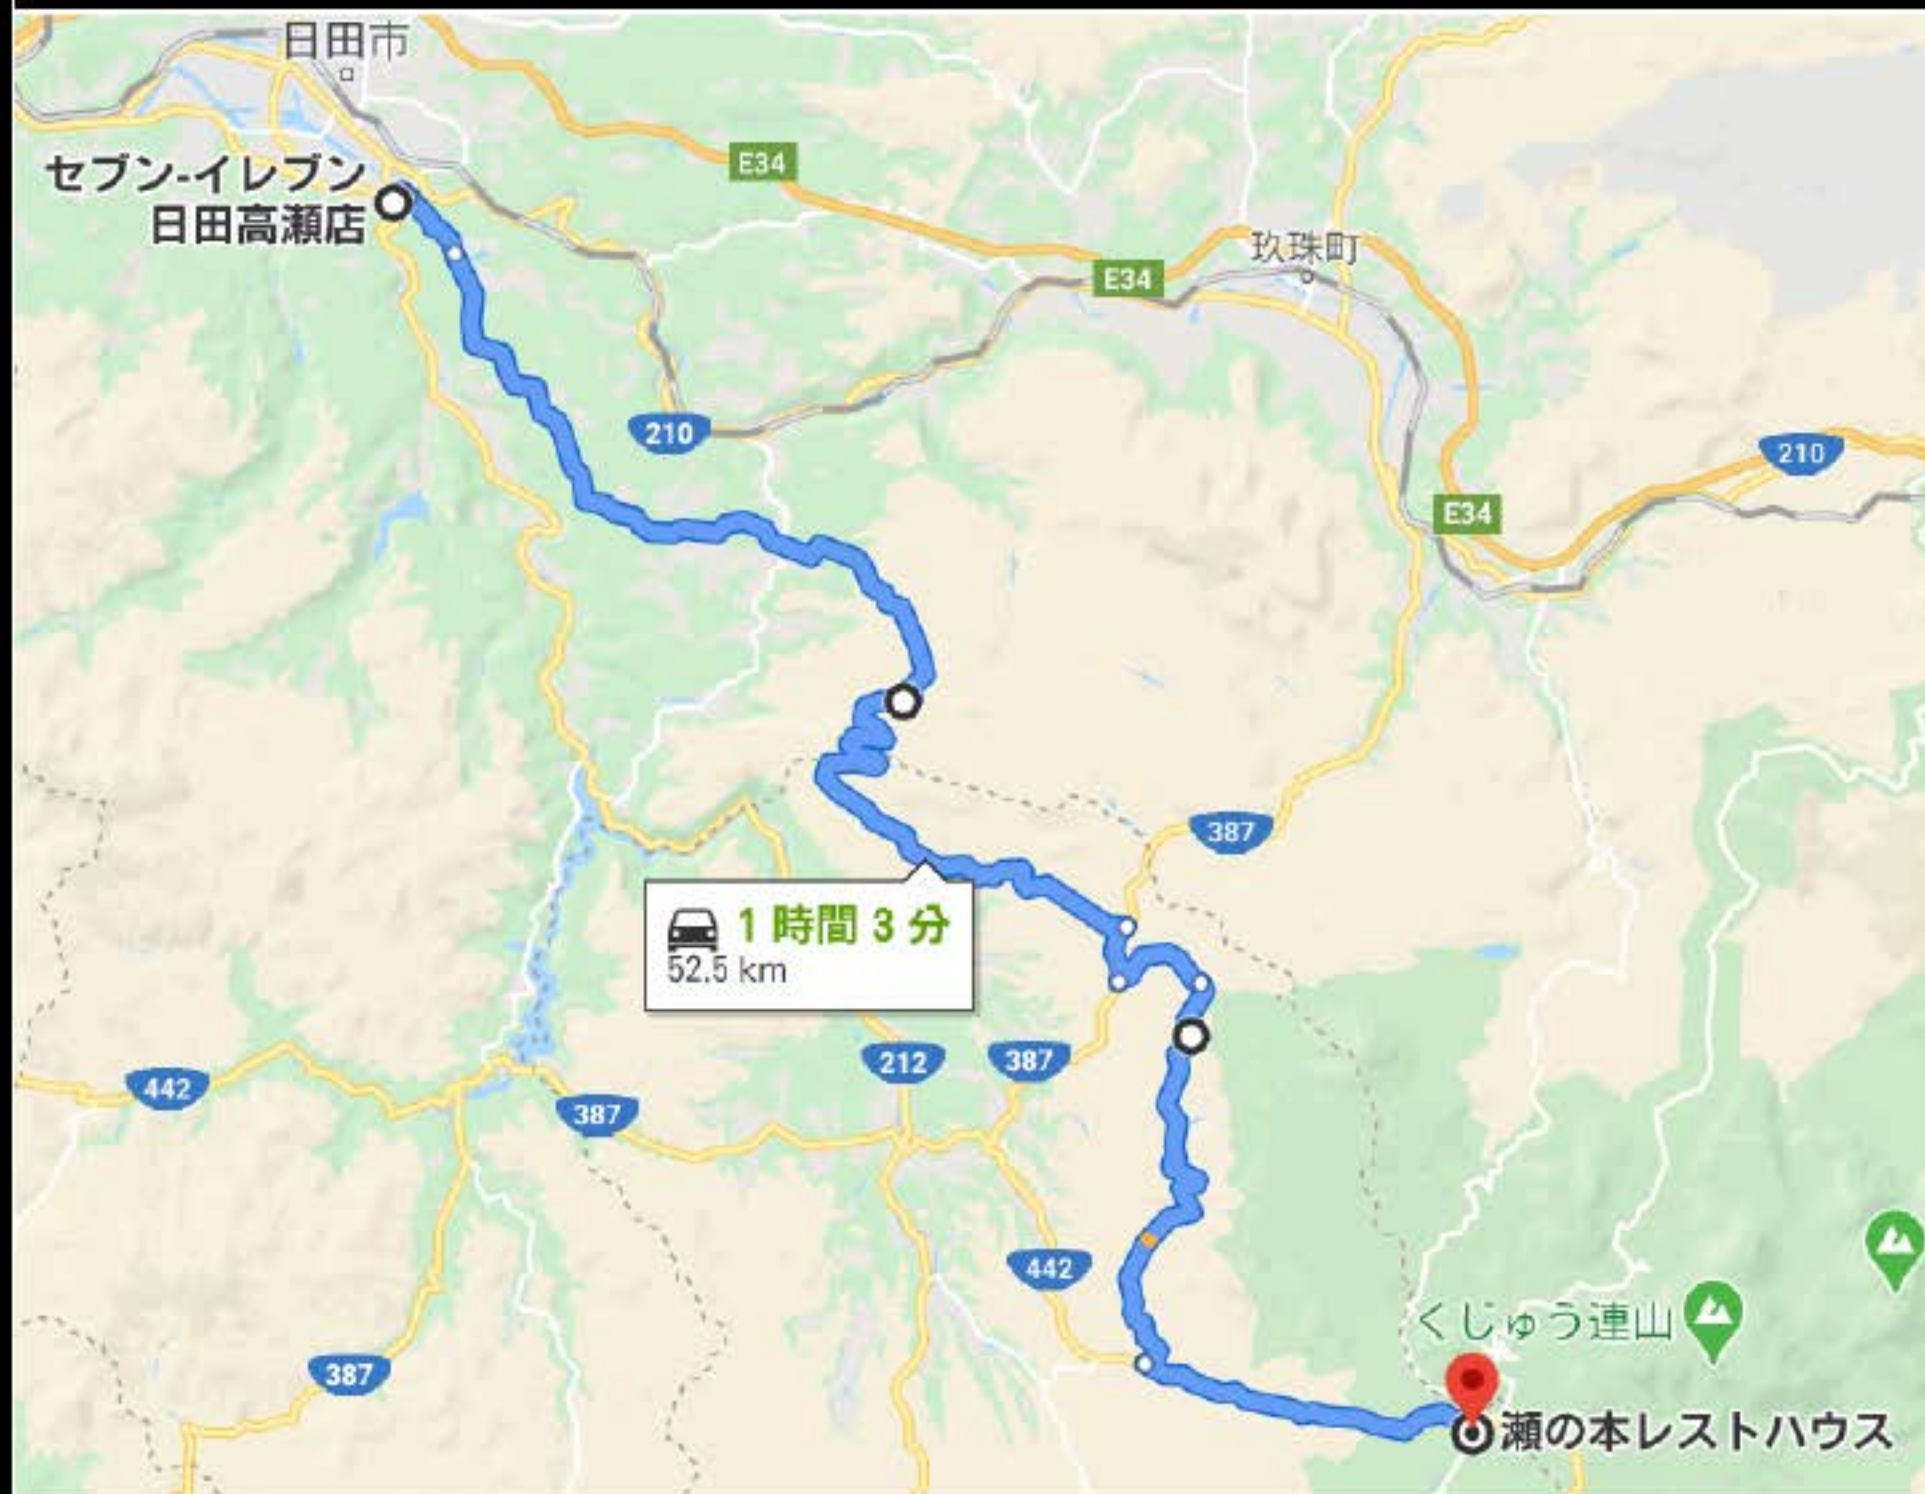 日田市
セブン-イレブン
日田高瀬店
E34
E34
玖珠町
210
210
E34
387
1 時間 3 分
52.5 km
212
387
442
387
442
387
くじゅう連山
瀬の本レストハウス